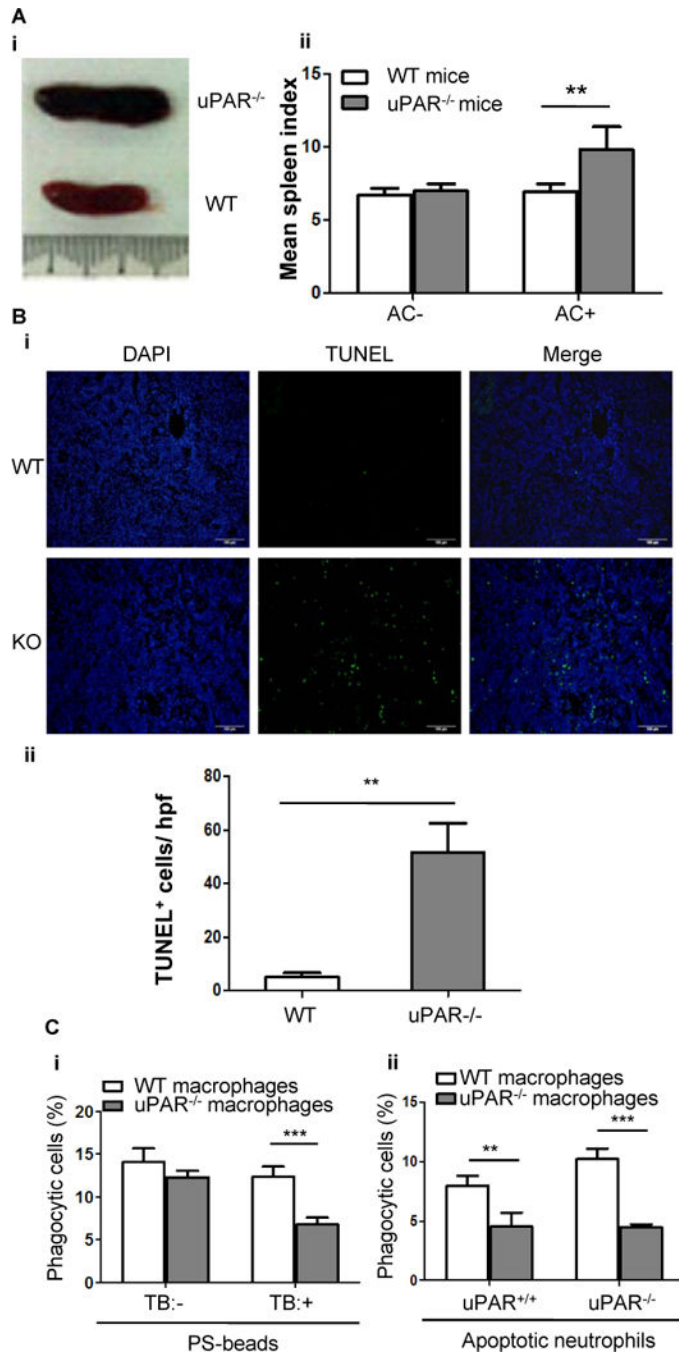 A
i
uPAR-/-
WT
ii
WT mice
uPAR-/- mice
**
Mean spleen index
15
10
5
0
AC-
AC+
B
i
DAPI
TUNEL
Merge
WT
KO
ii
**
TUNEL+ cells/ hpf
80
60
40
20
0
WT
uPAR-/-
C
i
WT macrophages
uPAR-/- macrophages
***
Phagocytic cells (%)
20
15
10
5
0
TB:-
TB:+
PS-beads
ii
WT macrophages
uPAR-/- macrophages
**
***
Phagocytic cells (%)
15
10
5
0
uPAR+/+
uPAR-/-
Apoptotic neutrophils